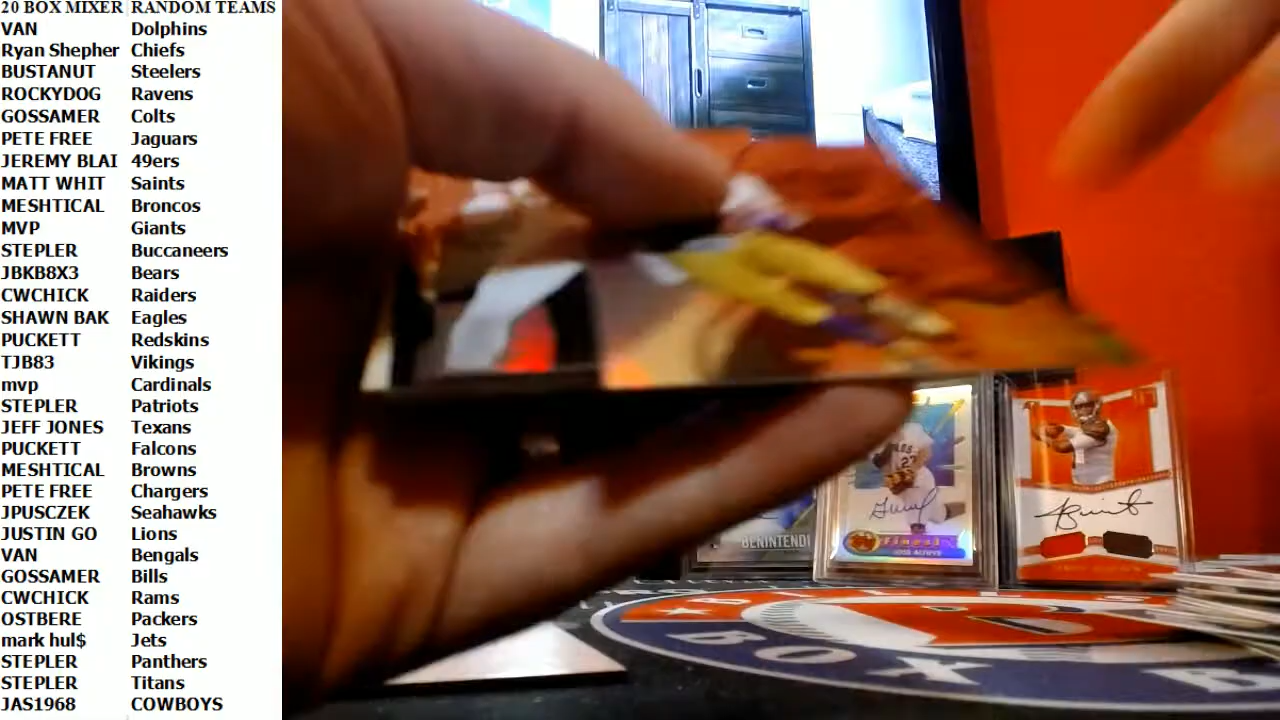 20 BOX MIXER RANDOM TEAMS
VAN Dolphins
Ryan Shepher Chiefs
BUSTANUT Steelers
ROCKYDOG Ravens
GOSSAMER Colts
PETE FREE Jaguars
JEREMY BLAI 49ers
MATT WHIT Saints
MESHTICAL Broncos
MVP Giants
STEPLER Buccaneers
JBKB8X3 Bears
CWCHICK Raiders
SHAWN BAK Eagles
PUCKETT Redskins
TJB83 Vikings
mvp Cardinals
STEPLER Patriots
JEFF JONES Texans
PUCKETT Falcons
MESHTICAL Browns
PETE FREE Chargers
JPUSCZEK Seahawks
JUSTIN GO Lions
VAN Bengals
GOSSAMER Bills
CWCHICK Rams
OSTBERE Packers
mark hul$ Jets
STEPLER Panthers
STEPLER Titans
JAS1968 COWBOYS
27
BENINTENDI
Finest
JOSE ALTUVE
BOX B